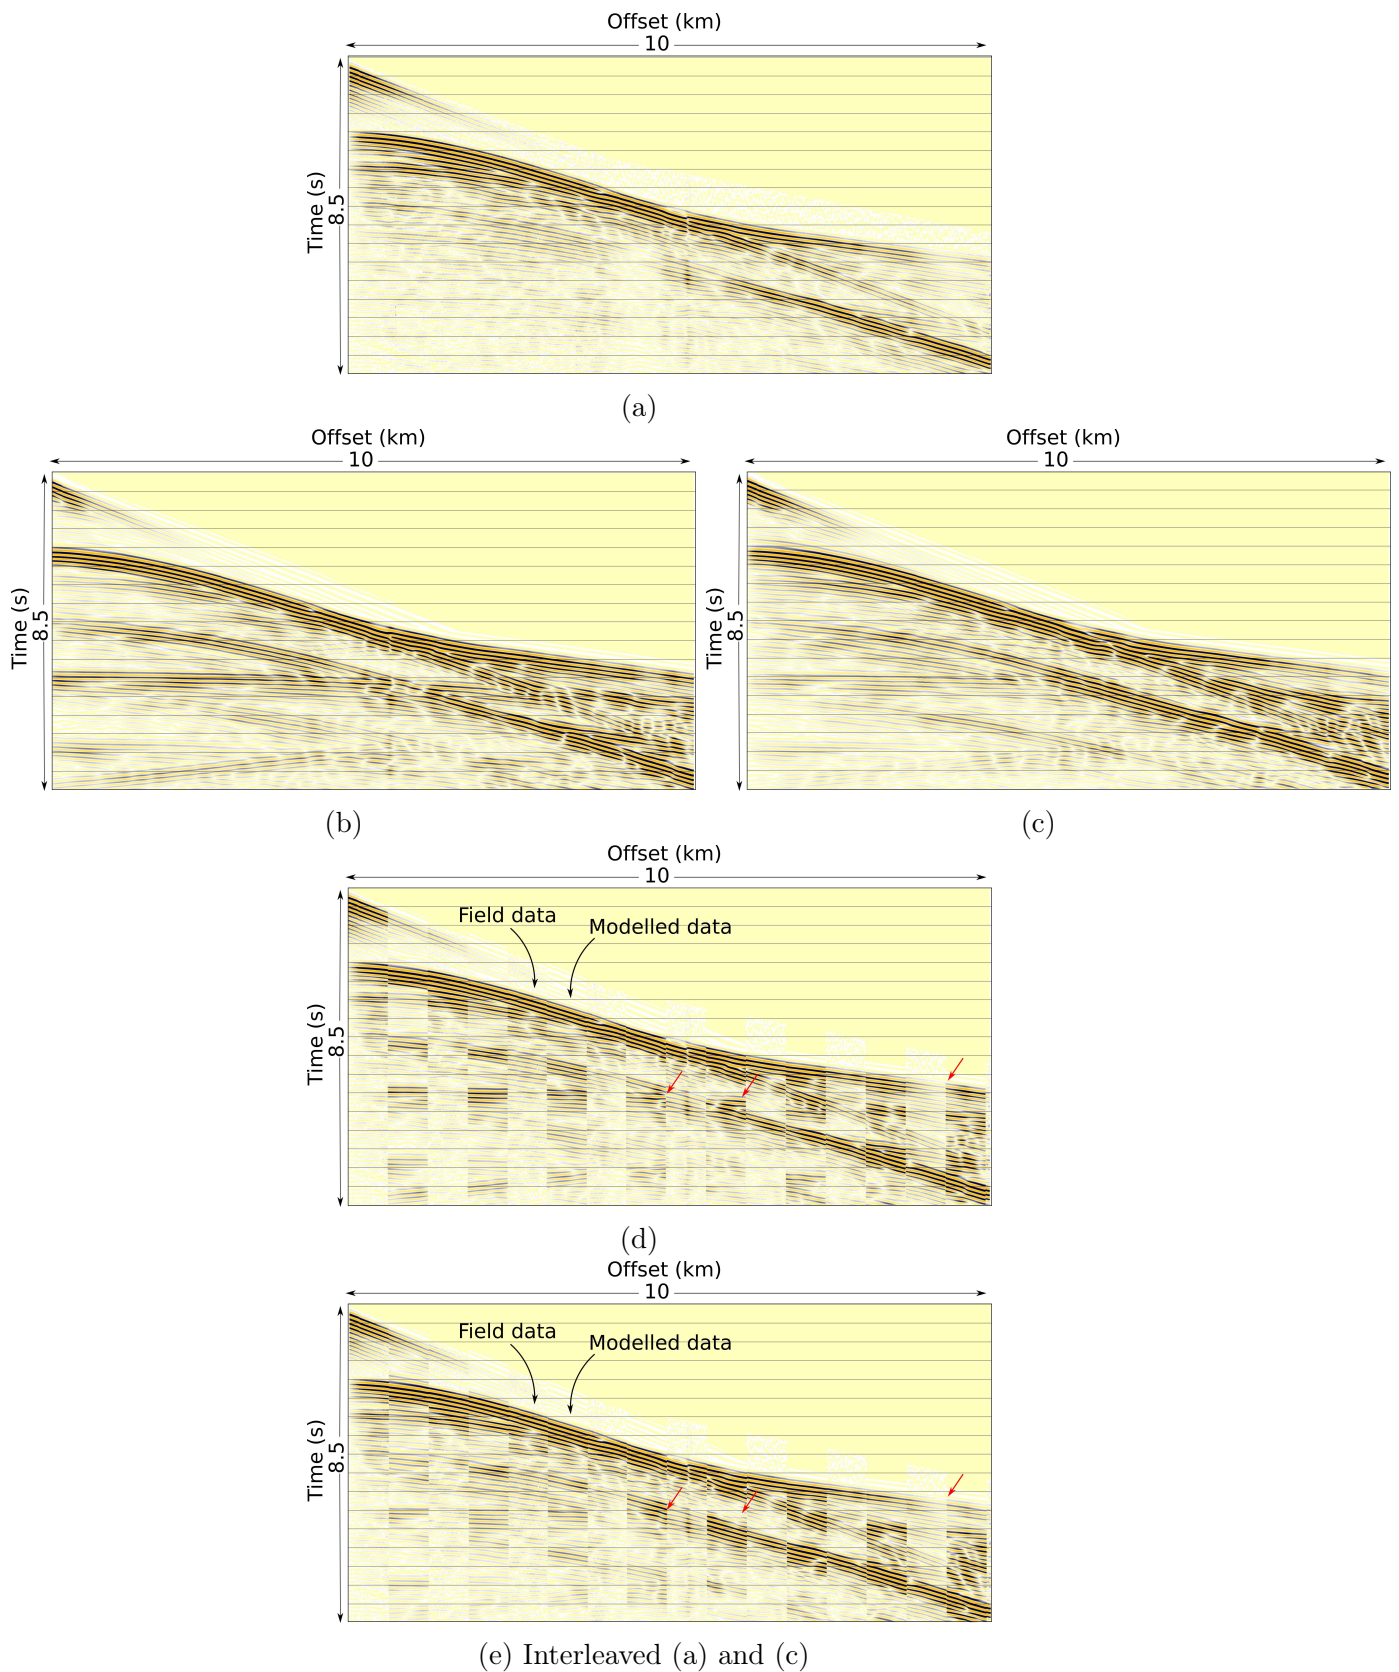 Offset (km)
10
Time (s)
8.5
(a)
Offset (km)
10
Time (s)
8.5
(b)
Offset (km)
10
Time (s)
8.5
(c)
Offset (km)
10
Time (s)
8.5
Field data
Modelled data
(d)
Offset (km)
10
Time (s)
8.5
Field data
Modelled data
(e) Interleaved (a) and (c)